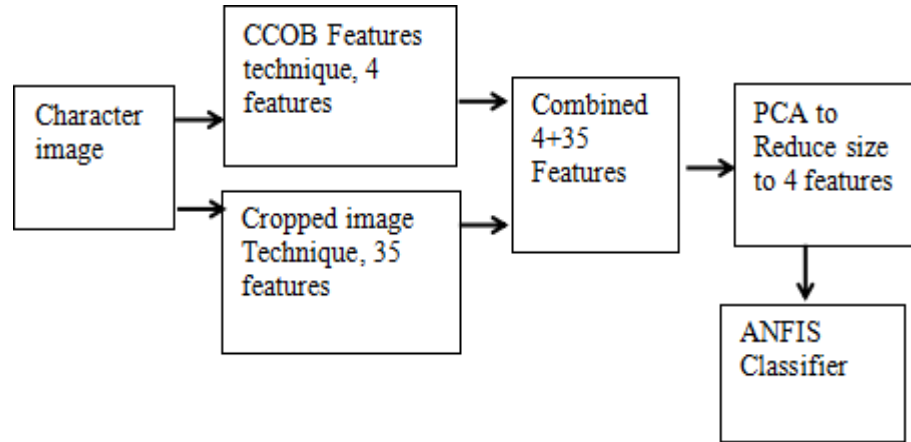 Character
image
CCOB Features
technique, 4
features
Cropped image
Technique, 35
features
Combined
4+35
Features
PCA to
Reduce size
to 4 features
ANFIS
Classifier